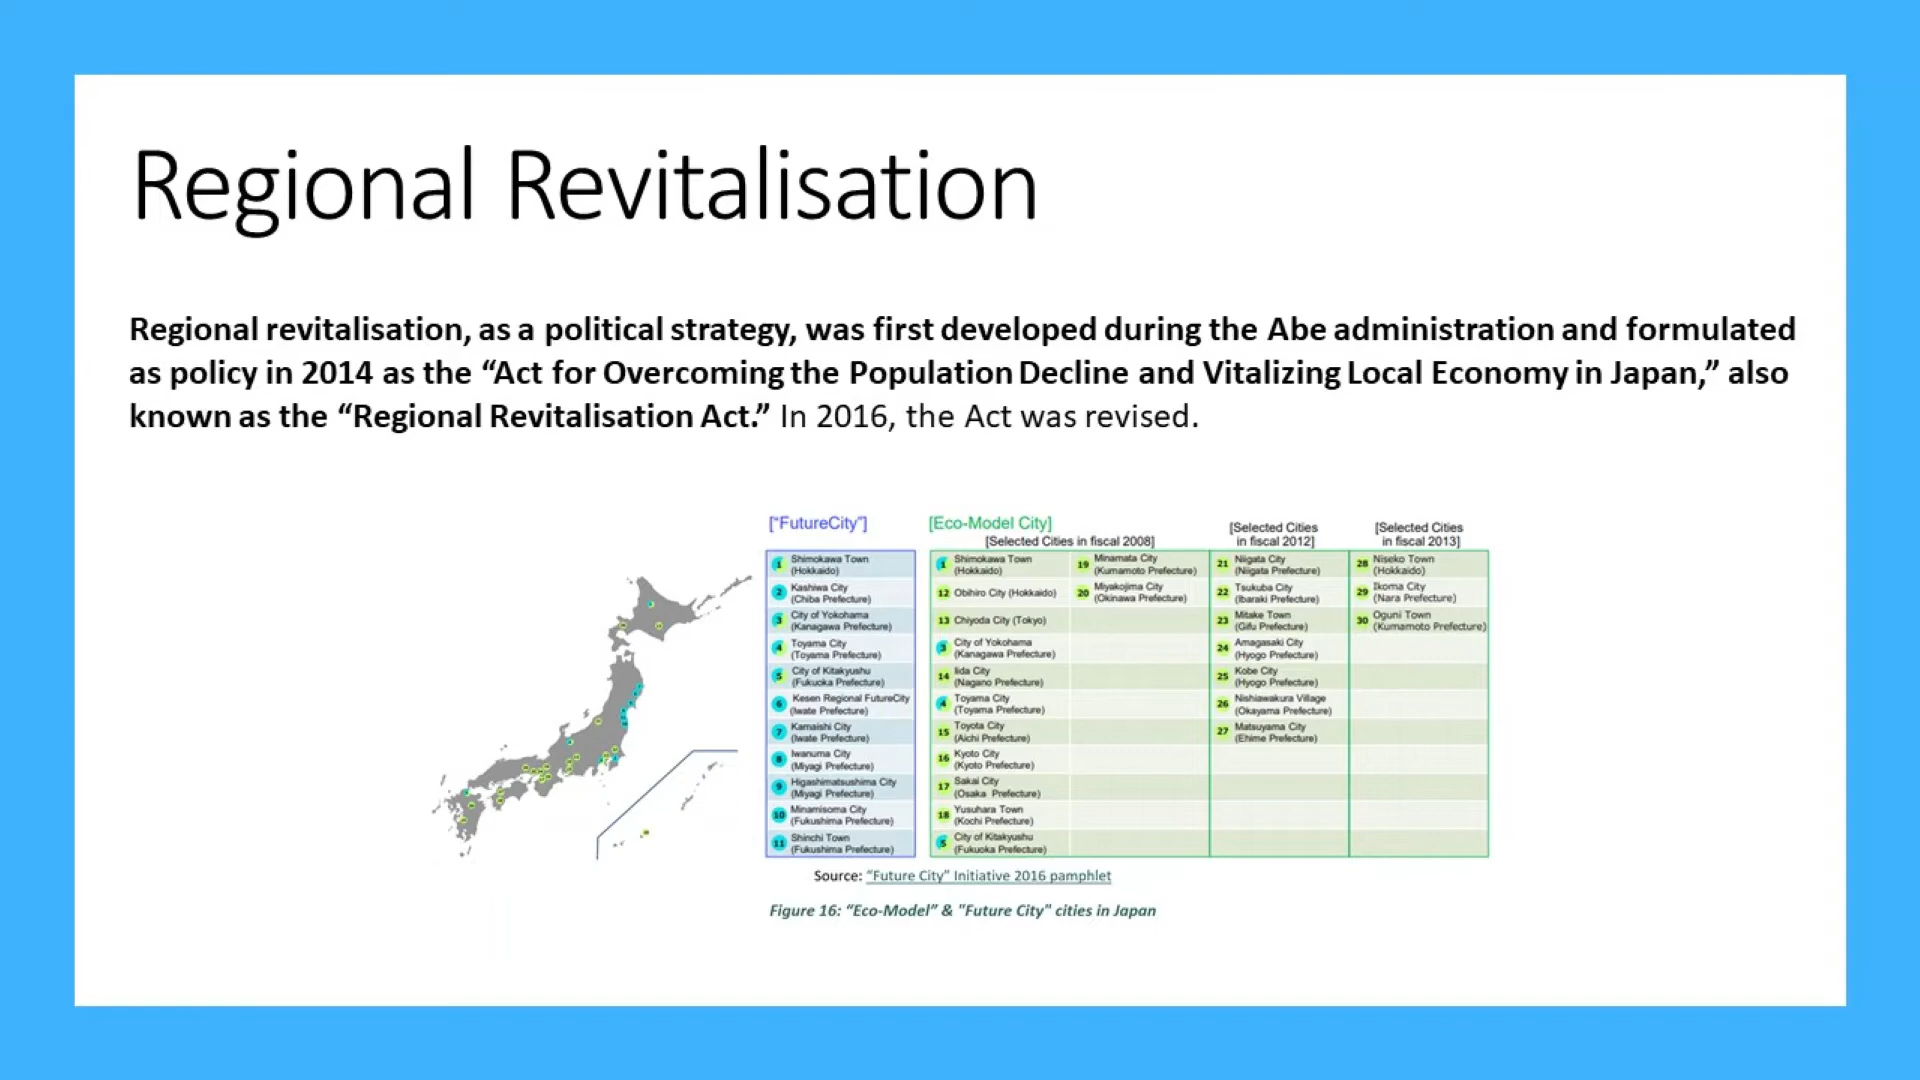 Regional Revitalisation
Regional revitalisation, as a political strategy, was first developed during the Abe administration and formulated
as policy in 2014 as the “Act for Overcoming the Population Decline and Vitalizing Local Economy in Japan,” also
known as the “Regional Revitalisation Act.” In 2016, the Act was revised.
["FutureCity"]
1 Shimokawa Town
(Hokkaido)
2 Kashiwa City
(Chiba Prefecture)
3 City of Yokohama
(Kanagawa Prefecture)
4 Toyama City
(Toyama Prefecture)
5 City of Kitakyushu
(Fukuoka Prefecture)
6 Kesen Regional FutureCity
(Iwate Prefecture)
7 Kamaishi City
(Iwate Prefecture)
8 Iwanuma City
(Miyagi Prefecture)
9 Higashimatsushima City
(Miyagi Prefecture)
10 Minamisoma City
(Fukushima Prefecture)
11 Shinchi Town
(Fukushima Prefecture)
[Eco-Model City]
[Selected Cities in fiscal 2008]
1 Shimokawa Town
(Hokkaido)
12 Obihiro City (Hokkaido)
13 Chiyoda City (Tokyo)
3 City of Yokohama
(Kanagawa Prefecture)
14 Iida City
(Nagano Prefecture)
4 Toyama City
(Toyama Prefecture)
15 Toyota City
(Aichi Prefecture)
16 Kyoto City
(Kyoto Prefecture)
17 Sakai City
(Osaka Prefecture)
18 Yusuhara Town
(Kochi Prefecture)
5 City of Kitakyushu
(Fukuoka Prefecture)
19 Minamata City
(Kumamoto Prefecture)
20 Miyakojima City
(Okinawa Prefecture)
[Selected Cities
in fiscal 2012]
21 Niigata City
(Niigata Prefecture)
22 Tsukuba City
(Ibaraki Prefecture)
23 Mitake Town
(Gifu Prefecture)
24 Amagasaki City
(Hyogo Prefecture)
25 Kobe City
(Hyogo Prefecture)
26 Nishiawakura Village
(Okayama Prefecture)
27 Matsuyama City
(Ehime Prefecture)
[Selected Cities
in fiscal 2013]
28 Niseko Town
(Hokkaido)
29 Ikoma City
(Nara Prefecture)
30 Oguni Town
(Kumamoto Prefecture)
Source: “Future City” Initiative 2016 pamphlet
Figure 16: “Eco-Model” & "Future City" cities in Japan